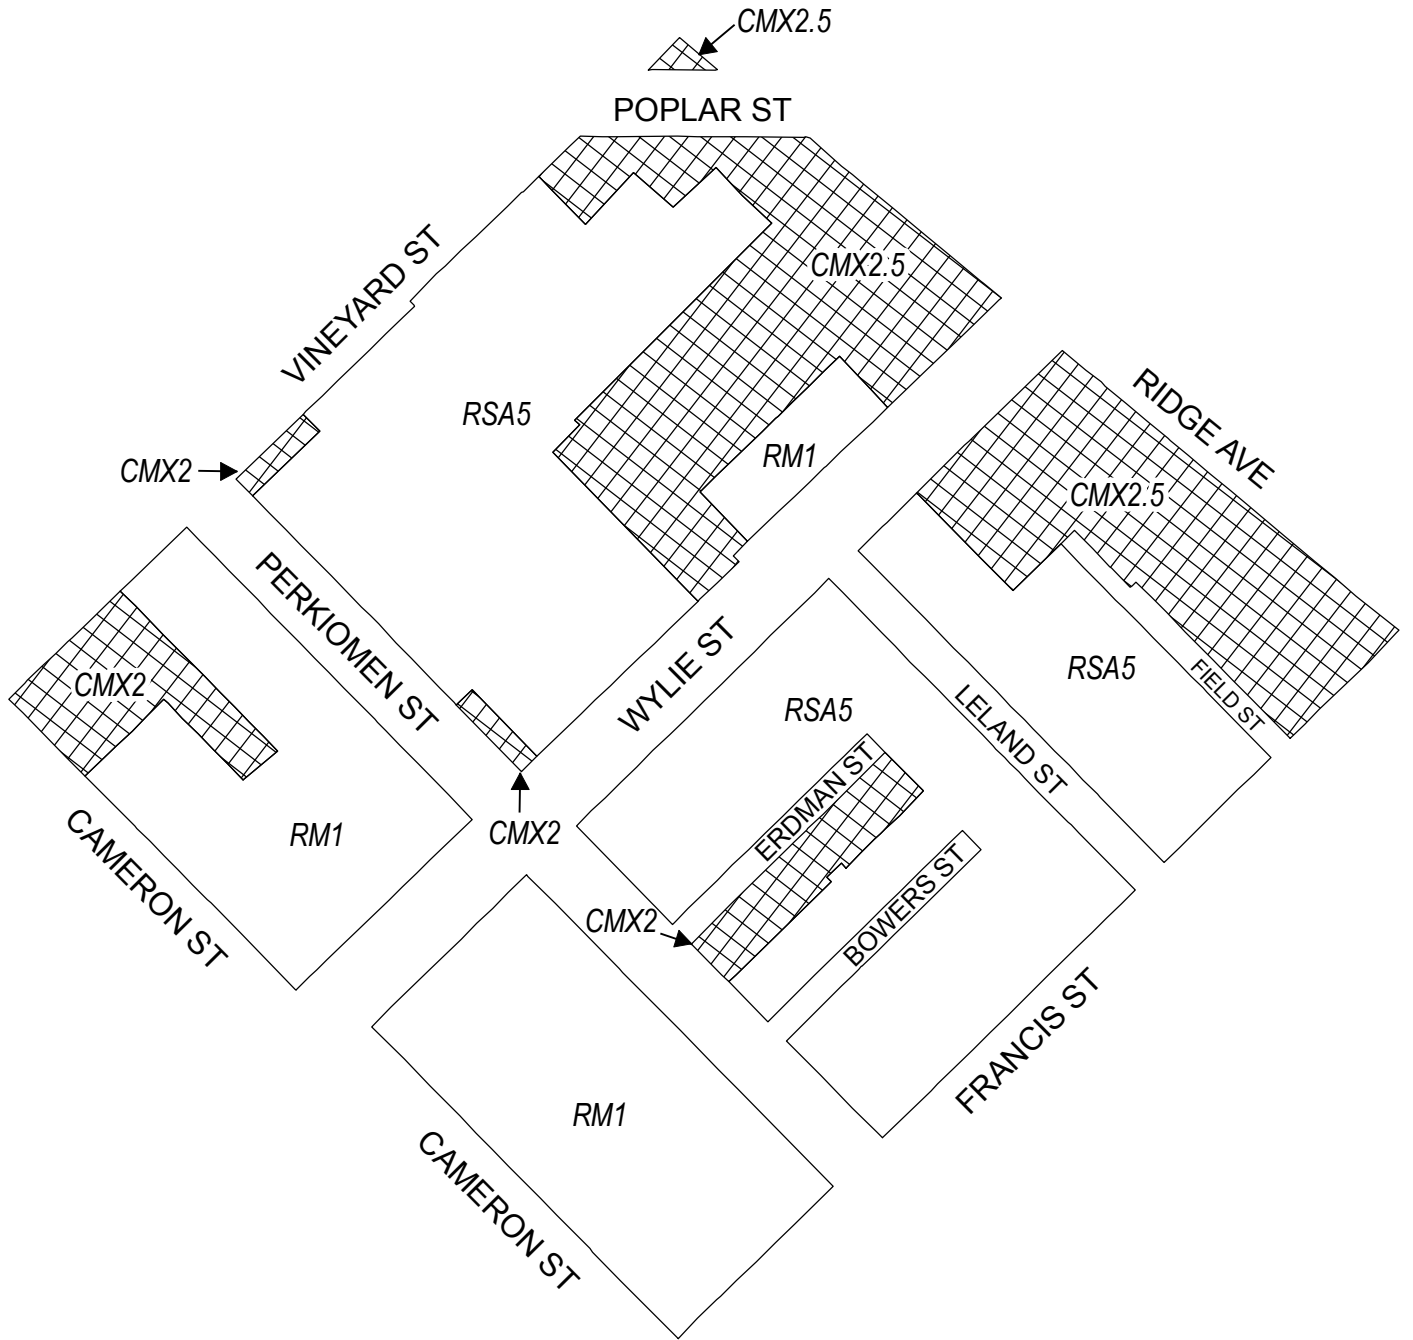 CMX2.5
POPLAR ST
VINEYARD ST
CMX2.5
RIDGE AVE
RSA5
RM1
CMX2
CMX2.5
PERKIOMEN ST
WYLIE ST
RSA5
FIELD ST
CMX2
RSA5
LELAND ST
ERDMAN ST
CAMERON ST
RM1
CMX2
BOWERS ST
CMX2
FRANCIS ST
RM1
CAMERON ST